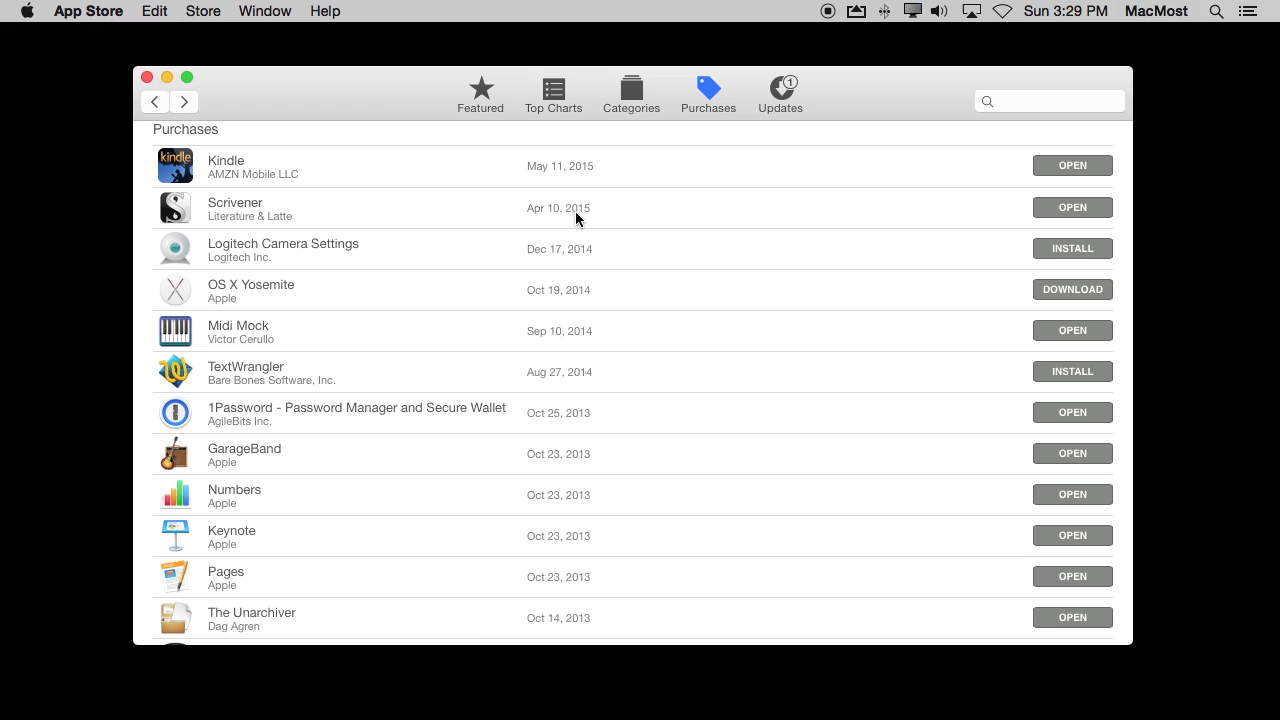 App Store Edit Store Window Help Sun 3:29 PM MacMost
1
Featured Top Charts Categories Purchases Updates
Purchases
kindle
Kindle
AMZN Mobile LLC
May 11, 2015
OPEN
Scrivener
Literature & Latte
Apr 10, 2015
OPEN
Logitech Camera Settings
Logitech Inc.
Dec 17, 2014
INSTALL
OS X Yosemite
Apple
Oct 19, 2014
DOWNLOAD
Midi Mock
Victor Cerullo
Sep 10, 2014
OPEN
TextWrangler
Bare Bones Software, Inc.
Aug 27, 2014
INSTALL
1Password - Password Manager and Secure Wallet
AgileBits Inc.
Oct 25, 2013
OPEN
GarageBand
Apple
Oct 23, 2013
OPEN
Numbers
Apple
Oct 23, 2013
OPEN
Keynote
Apple
Oct 23, 2013
OPEN
Pages
Apple
Oct 23, 2013
OPEN
The Unarchiver
Dag Agren
Oct 14, 2013
OPEN